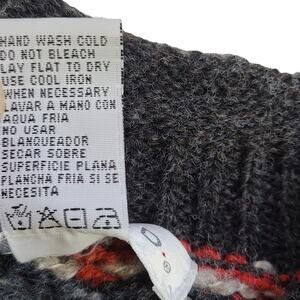 HAND WASH COLD
DO NOT BLEACH
LAY FLAT TO DRY
USE COOL IRON
WHEN NECESSARY
LAVAR A MANO CON
AQUA FRIA
NO USAR
BLANQUEADOR
SECAR SOBRE
SUPERFICIE PLANA
PLANCHA FRIA SI SE
NECESITA